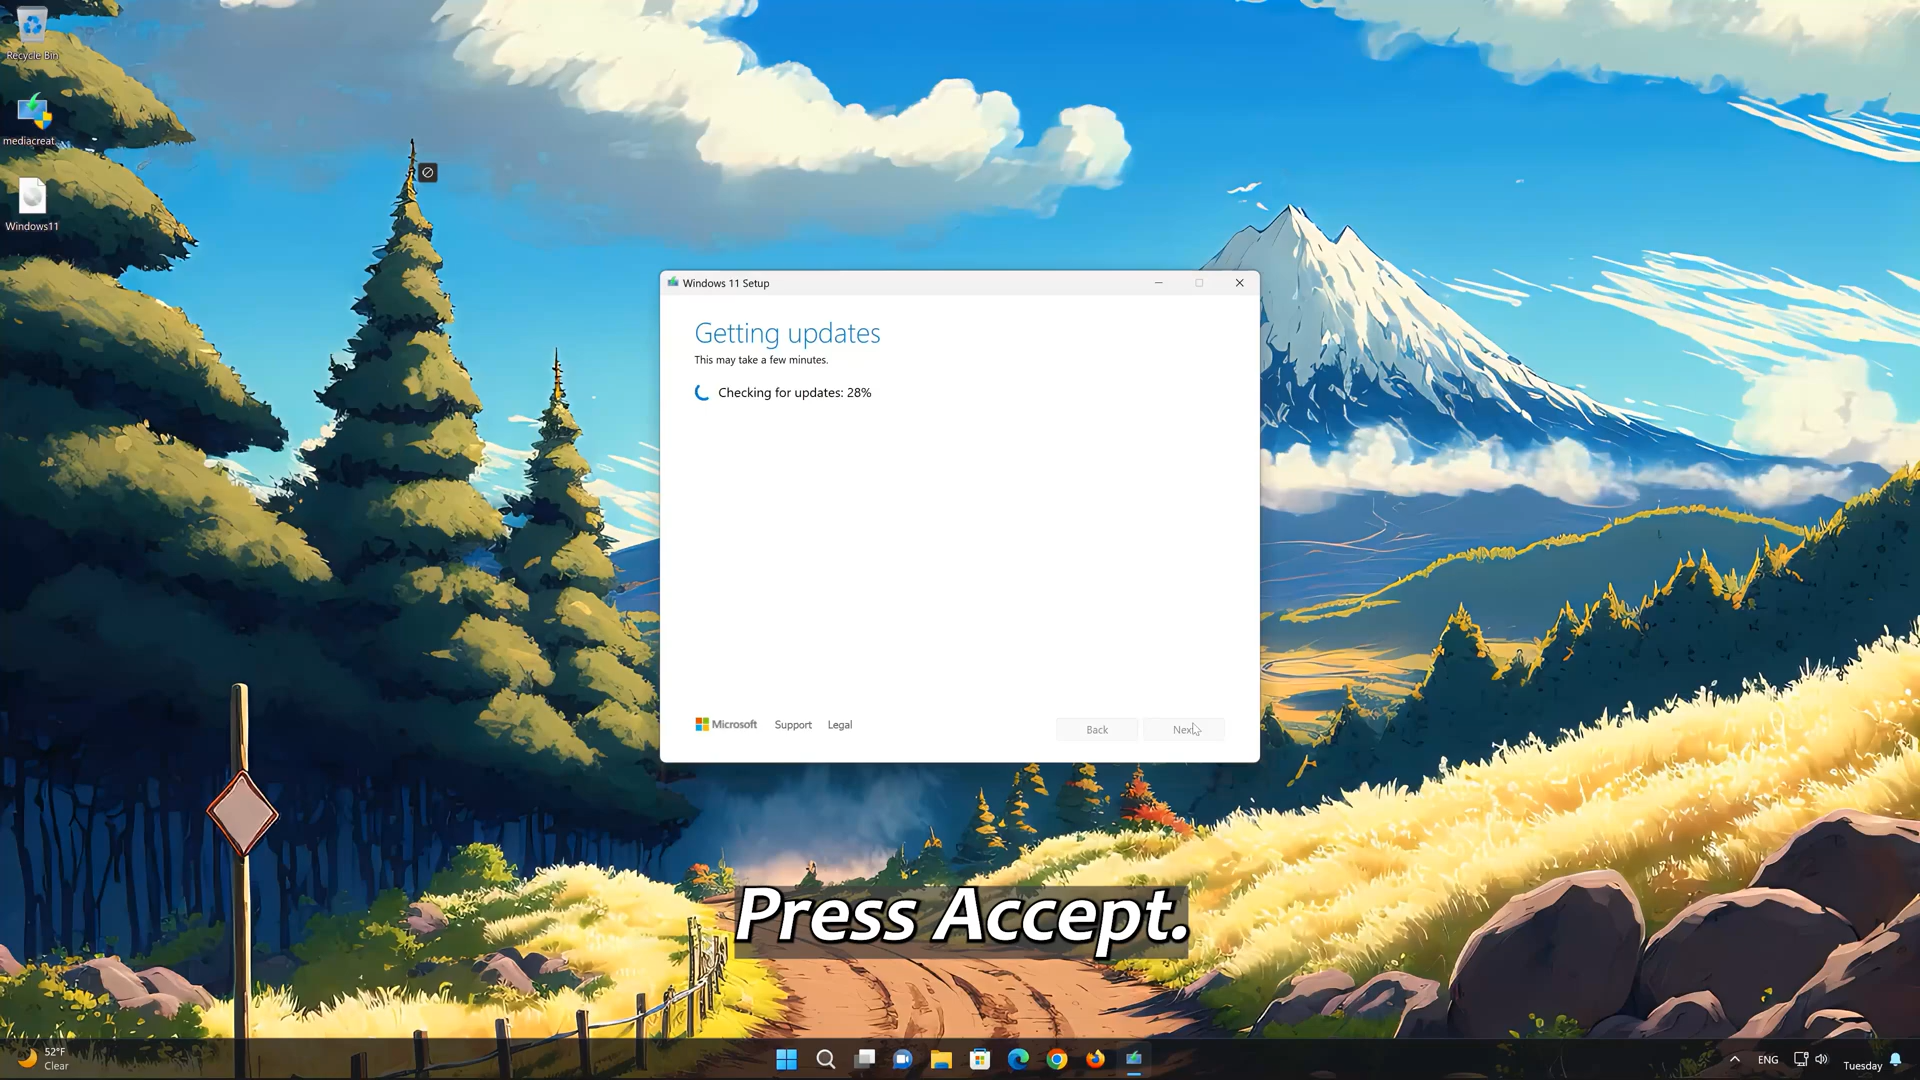 Recycle Bin
mediacreat...
Windows11
Windows 11 Setup
Getting updates
This may take a few minutes.
Checking for updates: 28%
Microsoft
Support
Legal
Back
Next
Press Accept.
52°F
Clear
ENG
Tuesday